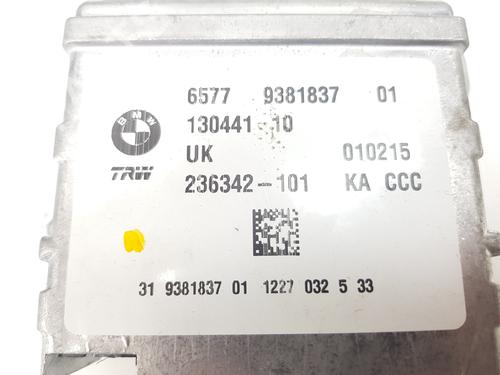 6577 9381837 01
BMW
130441-10
UK 010215
TRW
236342-101 KA CCC
31 9381837 01 1227 032 5 33